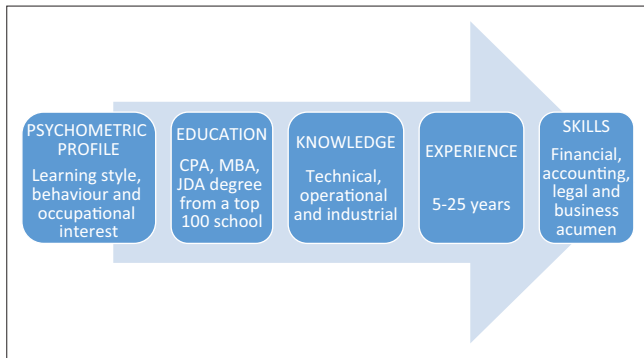 PSYCHOMETRIC
PROFILE
Learning style,
behaviour and
occupational
interest
EDUCATION
CPA, MBA,
JDA degree
from a top
100 school
KNOWLEDGE
Technical,
operational
and industrial
EXPERIENCE
5-25 years
SKILLS
Financial,
accounting,
legal and
business
acumen